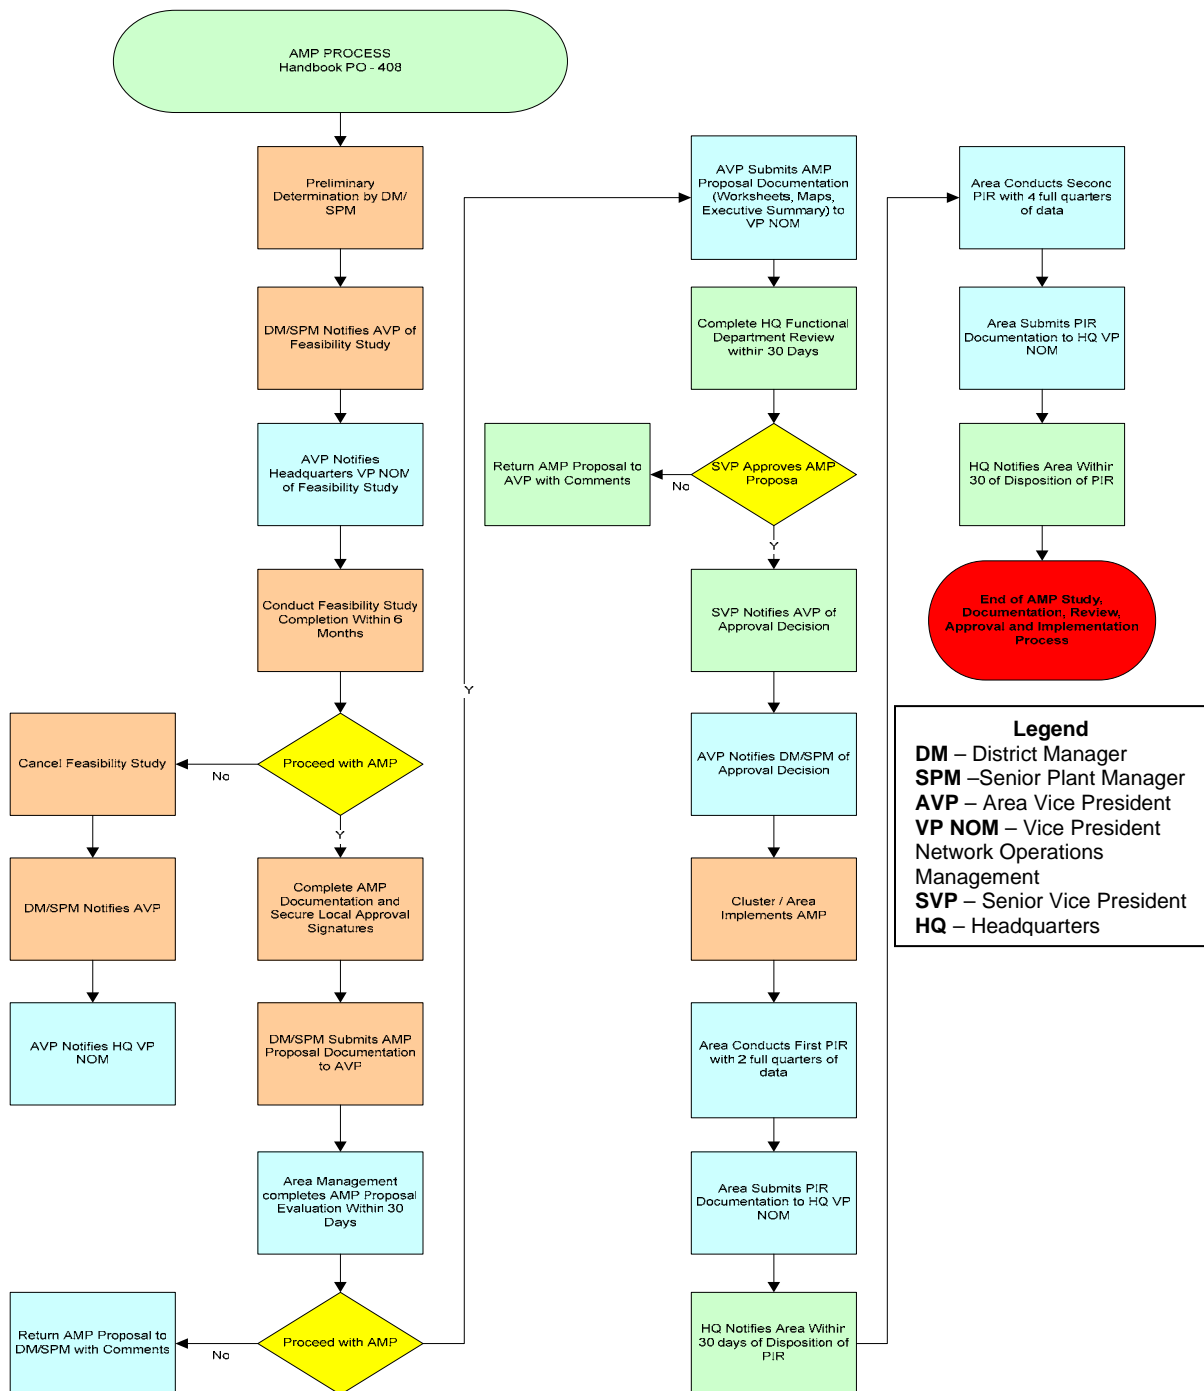 AMP PROCESS
Handbook PO - 408
Preliminary
Determination by DM/
SPM
DM/SPM Notifies AVP of
Feasibility Study
AVP Notifies
Headquarters VP NOM
of Feasibility Study
Conduct Feasibility Study
Completion Within 6
Months
Proceed with AMP
No
Y
Cancel Feasibility Study
DM/SPM Notifies AVP
AVP Notifies HQ VP
NOM
Complete AMP
Documentation and
Secure Local Approval
Signatures
DM/SPM Submits AMP
Proposal Documentation
to AVP
Area Management
completes AMP Proposal
Evaluation Within 30
Days
Proceed with AMP
No
Return AMP Proposal to
DM/SPM with Comments
Y
AVP Submits AMP
Proposal Documentation
(Worksheets, Maps,
Executive Summary) to
VP NOM
Complete HQ Functional
Department Review
within 30 Days
SVP Approves AMP
Proposa
No
Return AMP Proposal to
AVP with Comments
Y
SVP Notifies AVP of
Approval Decision
AVP Notifies DM/SPM of
Approval Decision
Cluster / Area
Implements AMP
Area Conducts First PIR
with 2 full quarters of
data
Area Submits PIR
Documentation to HQ VP
NOM
HQ Notifies Area Within
30 days of Disposition of
PIR
Area Conducts Second
PIR with 4 full quarters
of data
Area Submits PIR
Documentation to HQ VP
NOM
HQ Notifies Area Within
30 of Disposition of PIR
End of AMP Study,
Documentation, Review,
Approval and Implementation
Process
Legend
DM – District Manager
SPM –Senior Plant Manager
AVP – Area Vice President
VP NOM – Vice President
Network Operations
Management
SVP – Senior Vice President
HQ – Headquarters